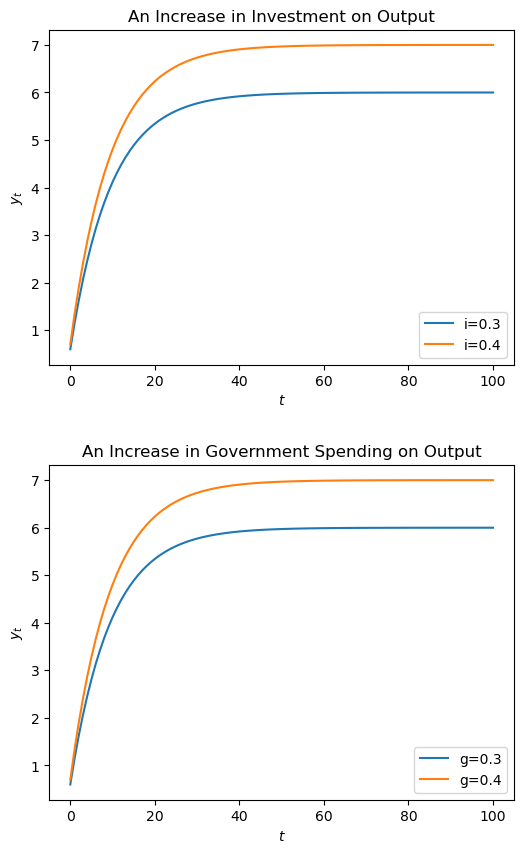 An Increase in Investment on Output
7
6
5
4
3
2
1
y_t
i=0.3
i=0.4
0 20 40 60 80 100
t
An Increase in Government Spending on Output
7
6
5
4
3
2
1
y_t
g=0.3
g=0.4
0 20 40 60 80 100
t